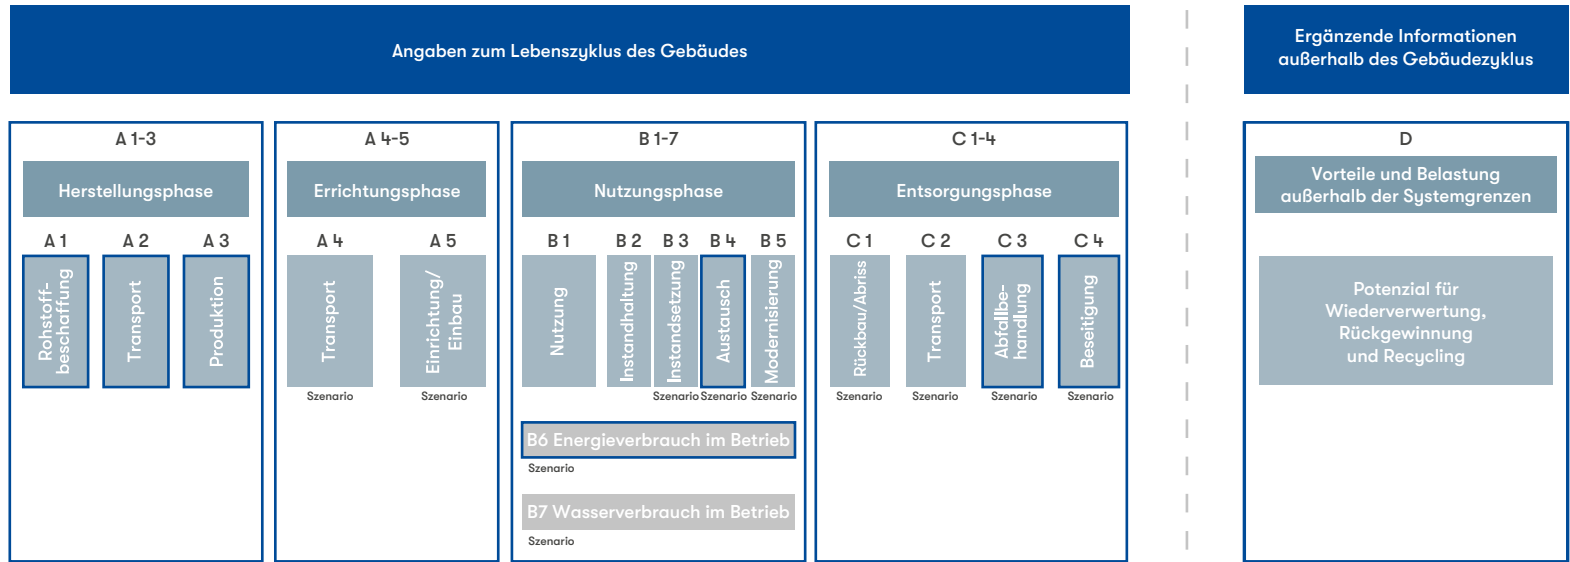 Angaben zum Lebenszyklus des Gebäudes
Ergänzende Informationen
außerhalb des Gebäudezyklus
A 1-3
Herstellungsphase
A 1
A 2
A 3
Rohstoff-
beschaffung
Transport
Produktion
A 4-5
Errichtungsphase
A 4
A 5
Transport
Einrichtung/
Einbau
Szenario
Szenario
B 1-7
Nutzungsphase
B 1
B 2
B 3
B 4
B 5
Nutzung
Instandhaltung
Instandsetzung
Austausch
Modernisierung
Szenario
Szenario
Szenario
B6 Energieverbrauch im Betrieb
Szenario
B7 Wasserverbrauch im Betrieb
Szenario
C 1-4
Entsorgungsphase
C 1
C 2
C 3
C 4
Rückbau/Abriss
Transport
Abfallbe-
handlung
Beseitigung
Szenario
Szenario
Szenario
Szenario
D
Vorteile und Belastung
außerhalb der Systemgrenzen
Potenzial für
Wiederverwertung,
Rückgewinnung
und Recycling